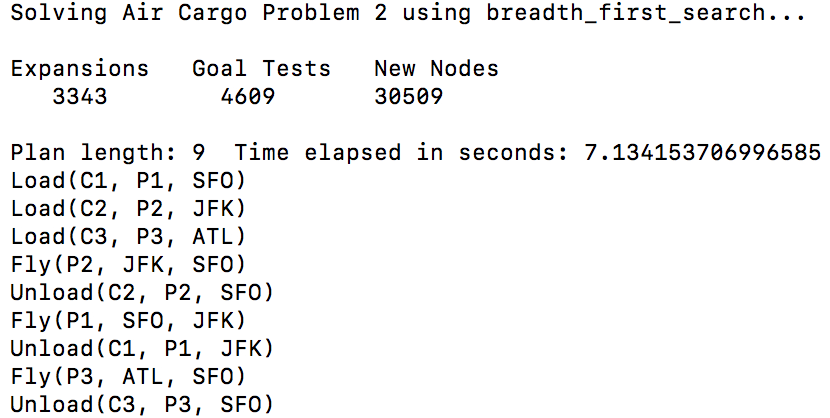 Solving Air Cargo Problem 2 using breadth_first_search...
Expansions   Goal Tests   New Nodes
3343        4609       30509
Plan length: 9  Time elapsed in seconds: 7.134153706996585
Load(C1, P1, SFO)
Load(C2, P2, JFK)
Load(C3, P3, ATL)
Fly(P2, JFK, SFO)
Unload(C2, P2, SFO)
Fly(P1, SFO, JFK)
Unload(C1, P1, JFK)
Fly(P3, ATL, SFO)
Unload(C3, P3, SFO)